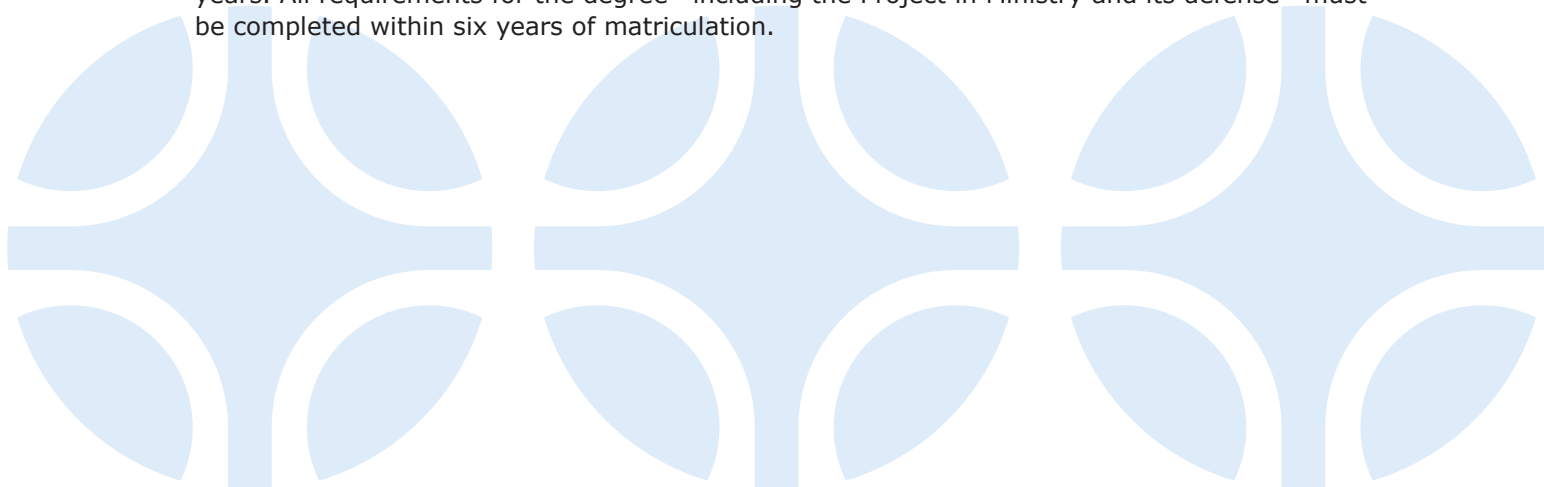 years. All requirements for the degree—including the Project in Ministry and its defense—must
be completed within six years of matriculation.